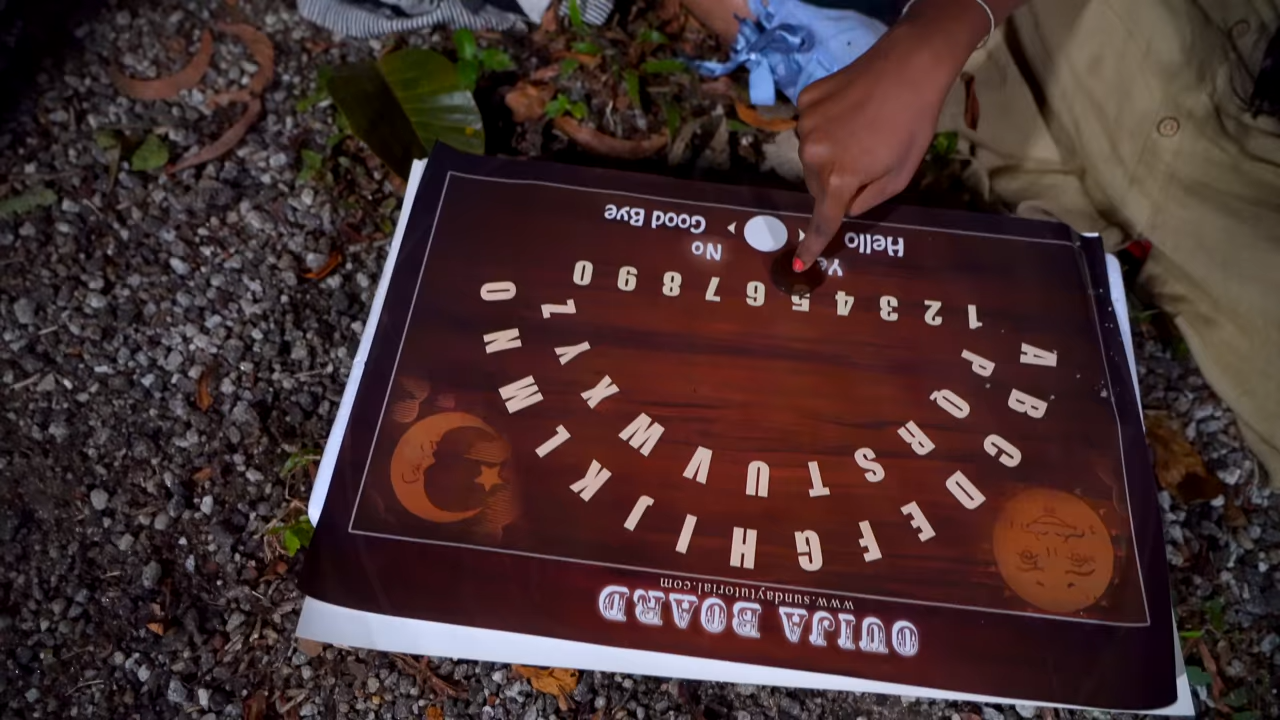 OUIJA BOARD
www.sundaytutorial.com
A B C D E F G H I J K L M N O
P Q R S T U V W X Y Z
1 2 3 4 5 6 7 8 9 0
No
Hello
Good Bye